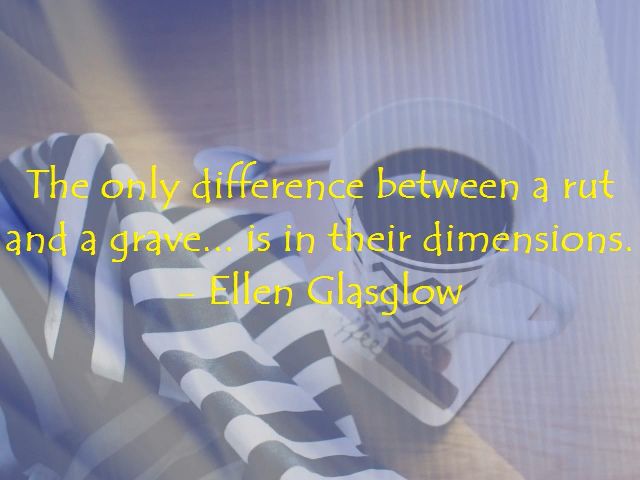 The only difference between a rut
and a grave... is in their dimensions.
- Ellen Glasglow